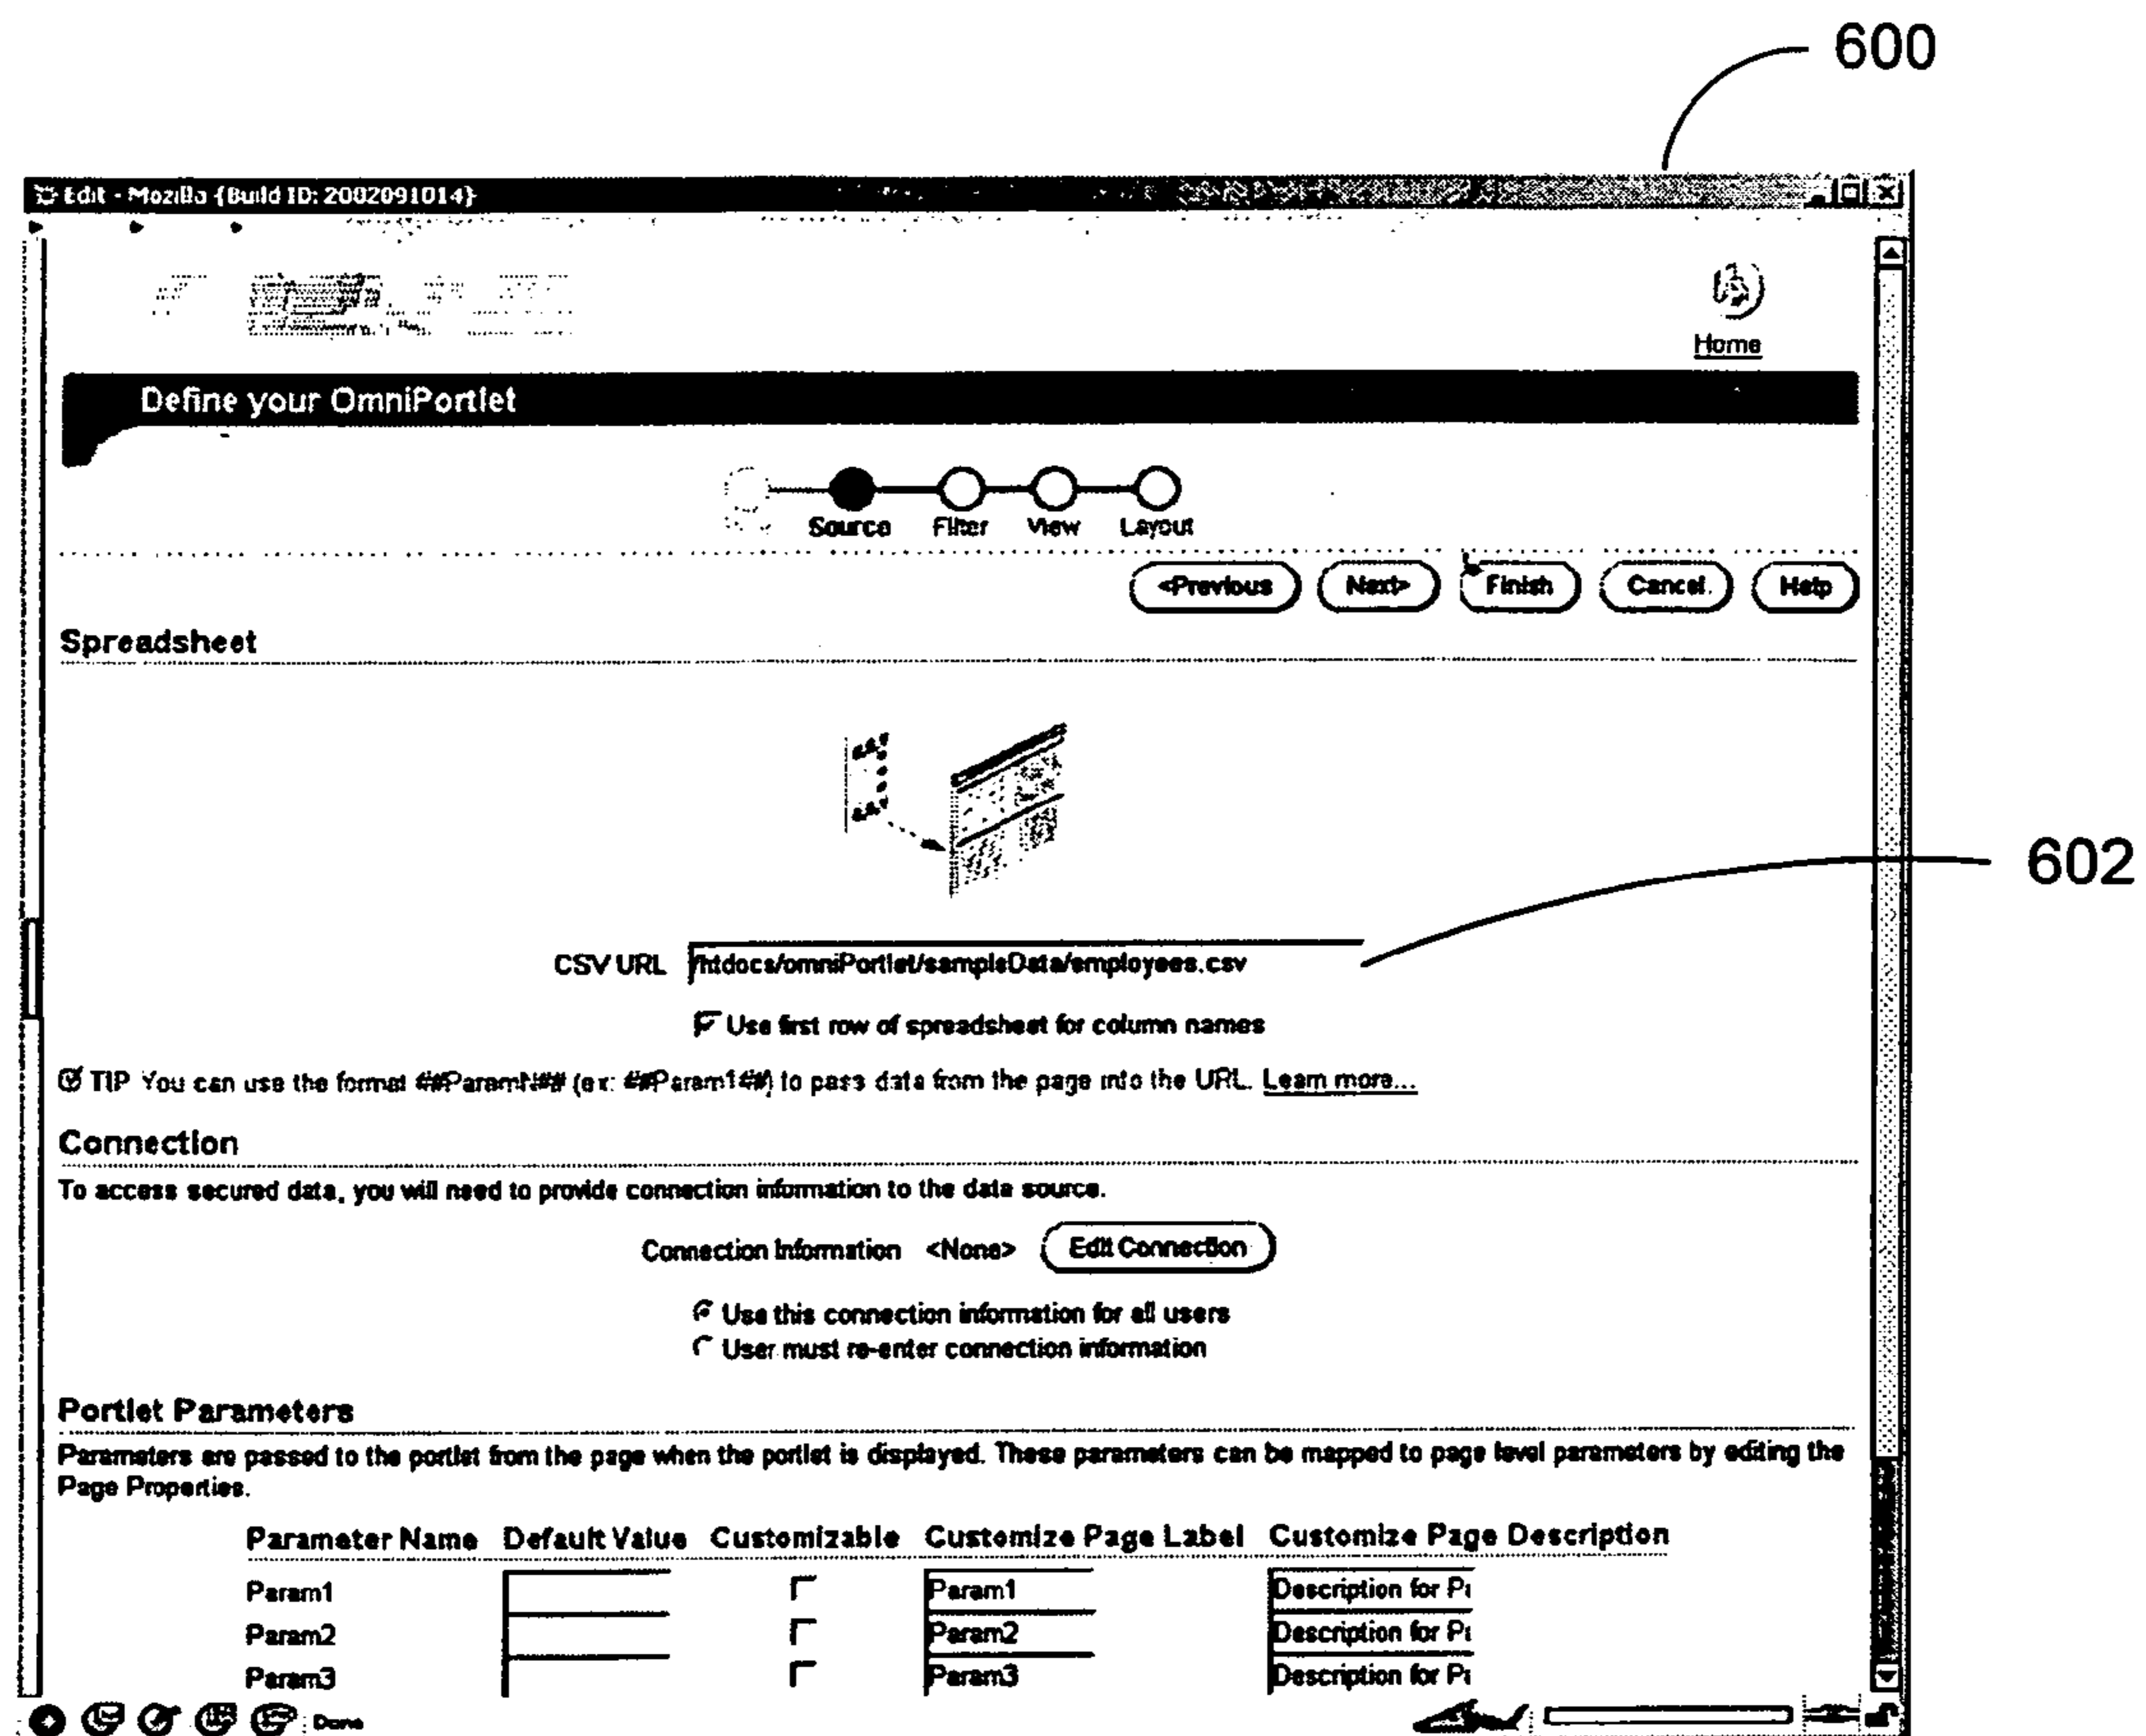 600
Edit - Mozilla {Build ID: 2002091014}
Home
Define your OmniPortlet
Source Filter View Layout
<Previous Next> Finish Cancel Help
Spreadsheet
602
CSV URL /htdocs/omniPortlet/sampleData/employees.csv
Use first row of spreadsheet for column names
TIP You can use the format ##ParamN## (ex: ##Param1##) to pass data from the page into the URL. Learn more...
Connection
To access secured data, you will need to provide connection information to the data source.
Connection Information <None> Edit Connection
Use this connection information for all users
User must re-enter connection information
Portlet Parameters
Parameters are passed to the portlet from the page when the portlet is displayed. These parameters can be mapped to page level parameters by editing the
Page Properties.
Parameter Name Default Value Customizable Customize Page Label Customize Page Description
Param1 Param1 Description for
Param2 Param2 Description for
Param3 Param3 Description for
Done